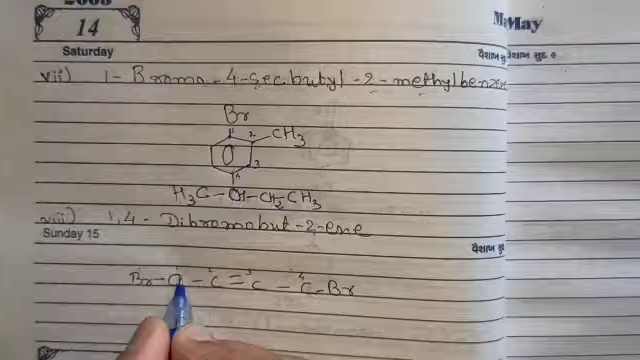 14
May
Saturday
vii) 1- Bromo - 4-sec.butyl -2- methylbenzene
Br
1 2 CH3
3
4
H3C - CH - CH2 CH3
viii) 1,4 - Dibromobut -2-ene
Sunday 15
Br - C - C = C - C - Br